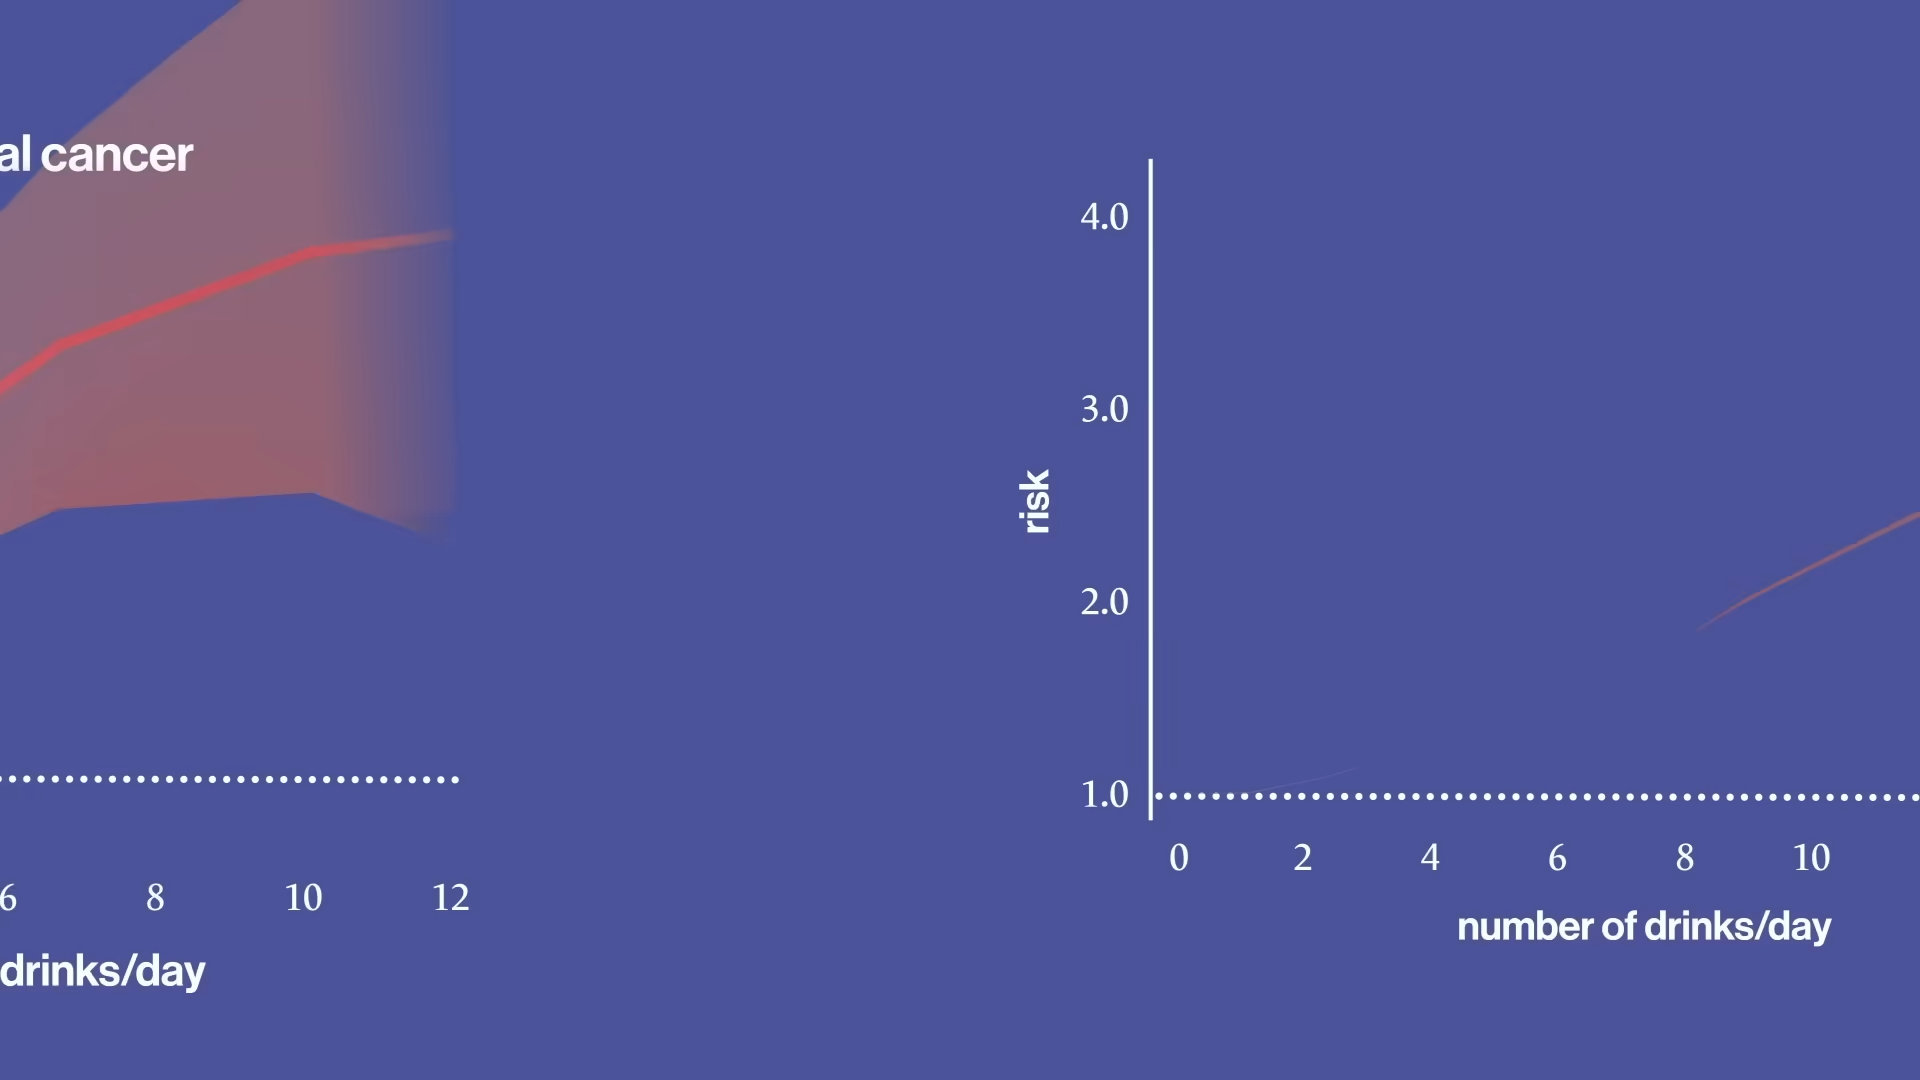 al cancer
6 8 10 12
drinks/day
4.0
3.0
2.0
1.0
risk
0 2 4 6 8 10
number of drinks/day